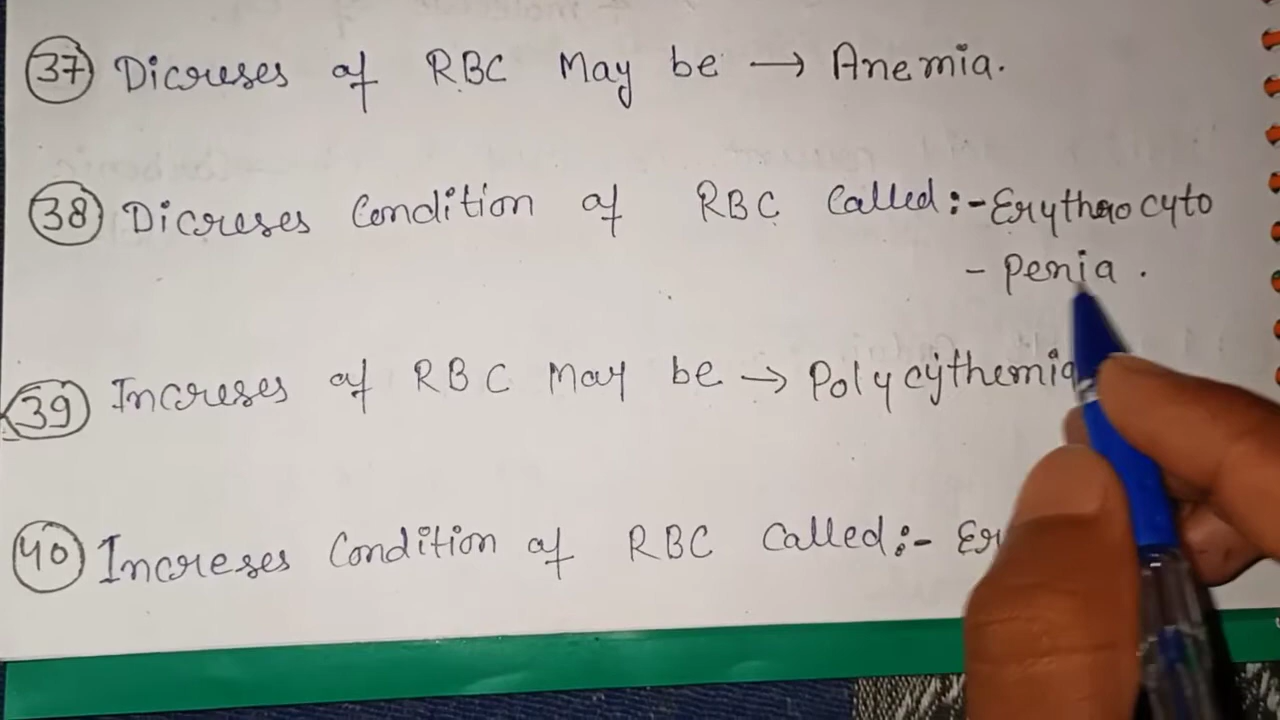 37 Dicreses of RBC May be → Anemia.
38 Dicreses Condition of RBC Called:- Erythrocyto
- Penia.
39 Increses of RBC May be → Polycythemia
40 Increses Condition of RBC Called:-